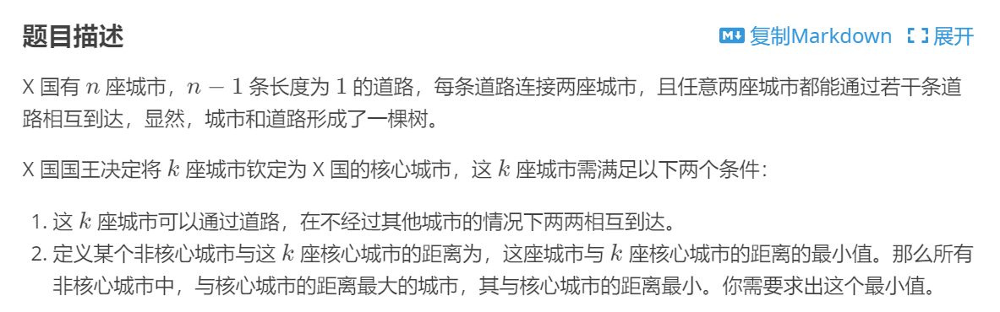 题目描述
复制Markdown 展开
X 国有 n 座城市，n − 1 条长度为 1 的道路，每条道路连接两座城市，且任意两座城市都能通过若干条道
路相互到达，显然，城市和道路形成了一棵树。
X 国国王决定将 k 座城市钦定为 X 国的核心城市，这 k 座城市需满足以下两个条件：
1. 这 k 座城市可以通过道路，在不经过其他城市的情况下两两相互到达。
2. 定义某个非核心城市与这 k 座核心城市的距离为，这座城市与 k 座核心城市的距离的最小值。那么所有
非核心城市中，与核心城市的距离最大的城市，其与核心城市的距离最小。你需要求出这个最小值。